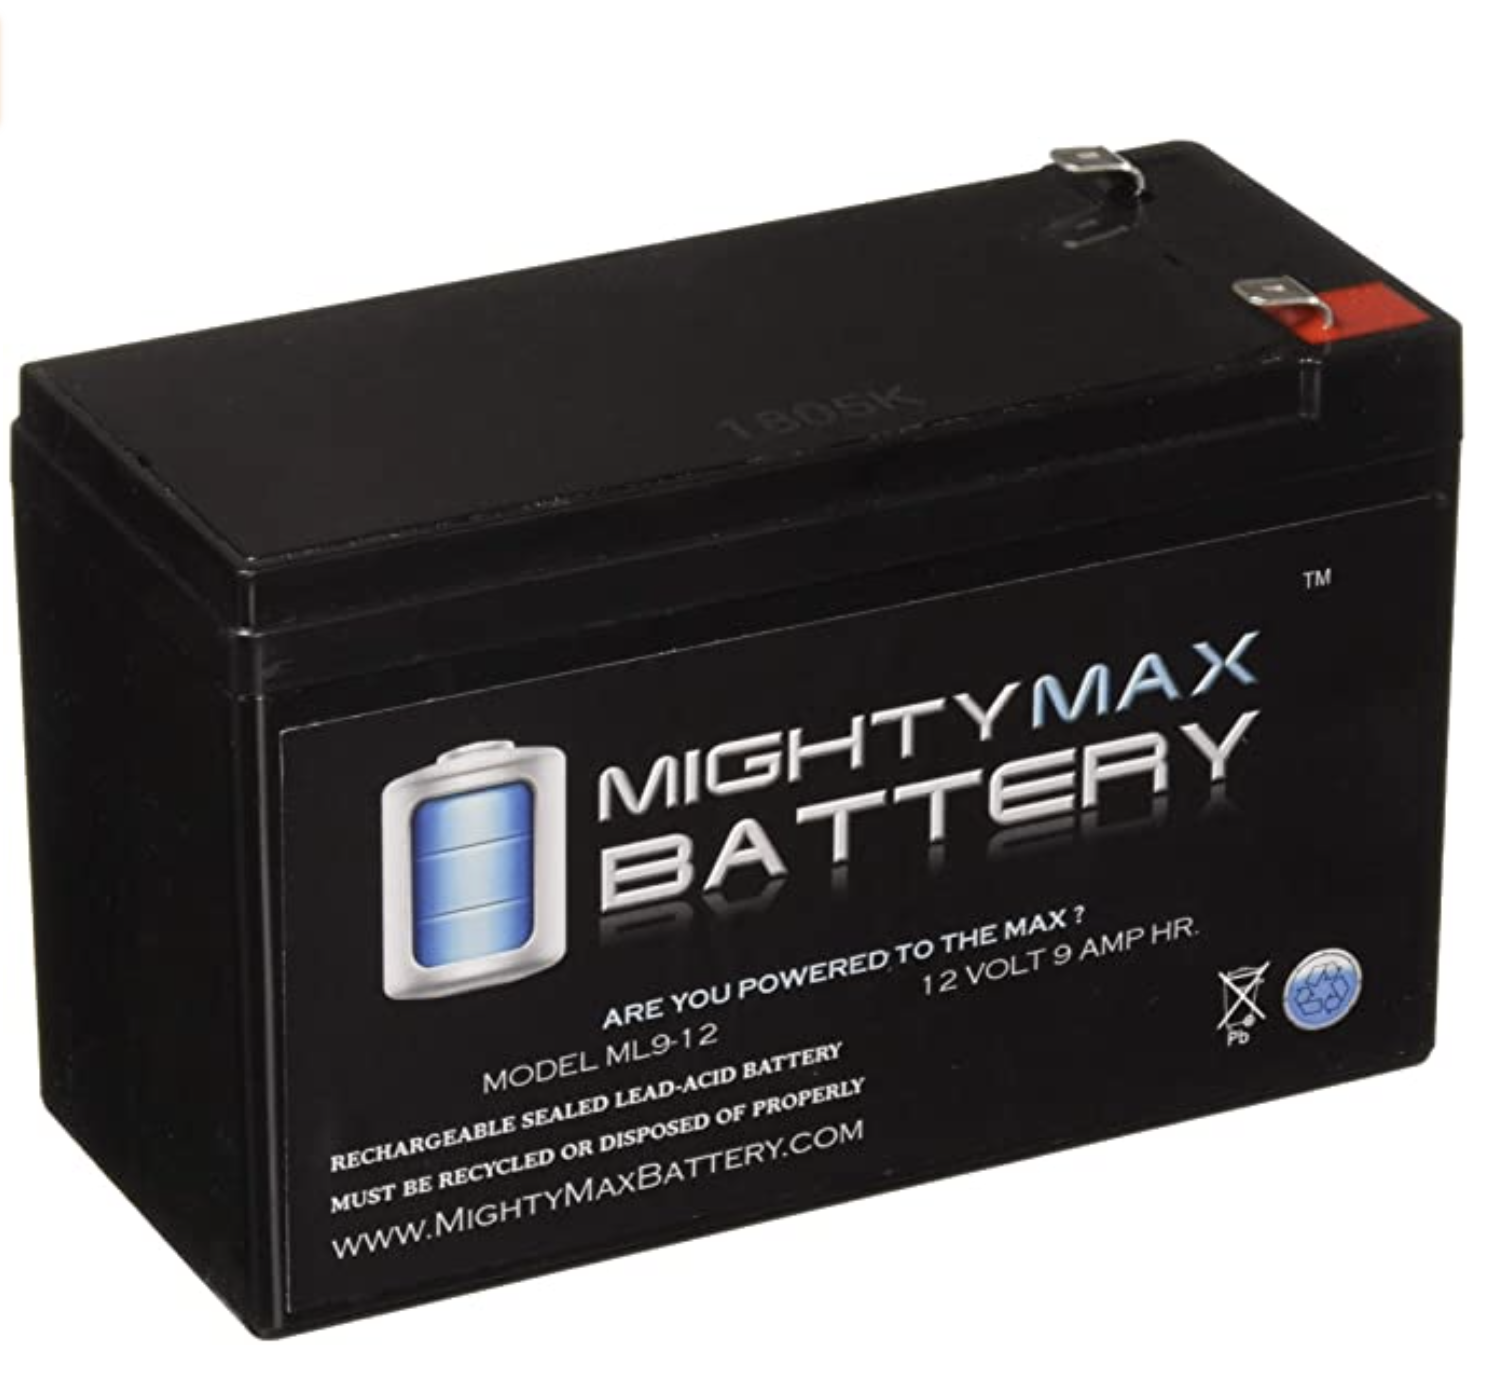 1805K
TM
MIGHTYMAX
BATTERY
ARE YOU POWERED TO THE MAX ?
MODEL ML9-12
12 VOLT 9 AMP HR.
RECHARGEABLE SEALED LEAD-ACID BATTERY
MUST BE RECYCLED OR DISPOSED OF PROPERLY
WWW.MIGHTYMAXBATTERY.COM
Pb